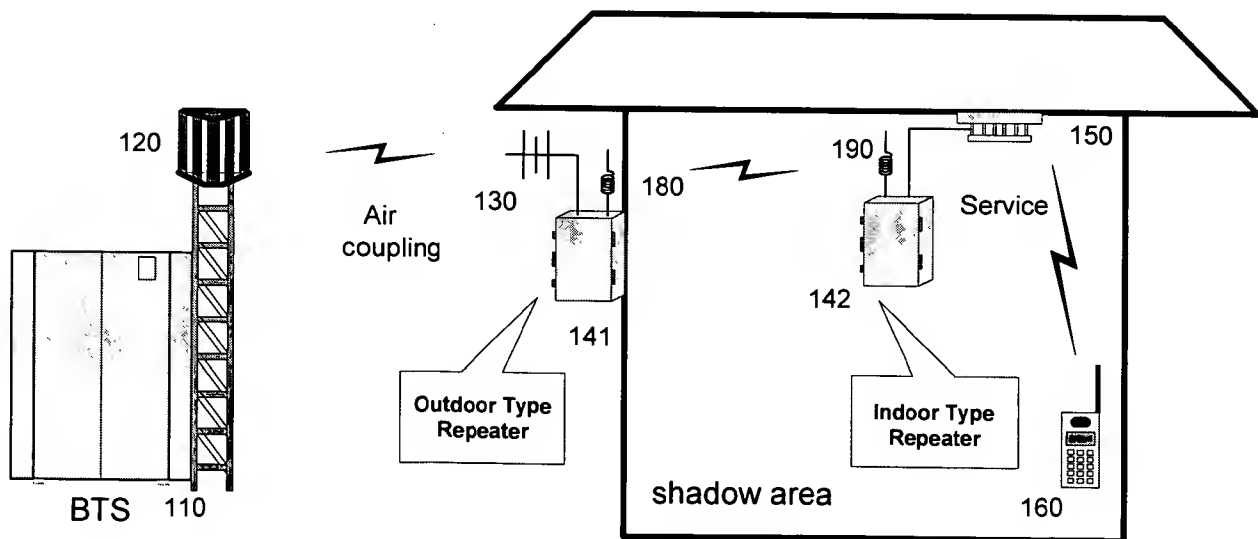 120
130
Air
coupling
180
141
Outdoor Type
Repeater
190
150
Service
142
Indoor Type
Repeater
shadow area
160
BTS
110